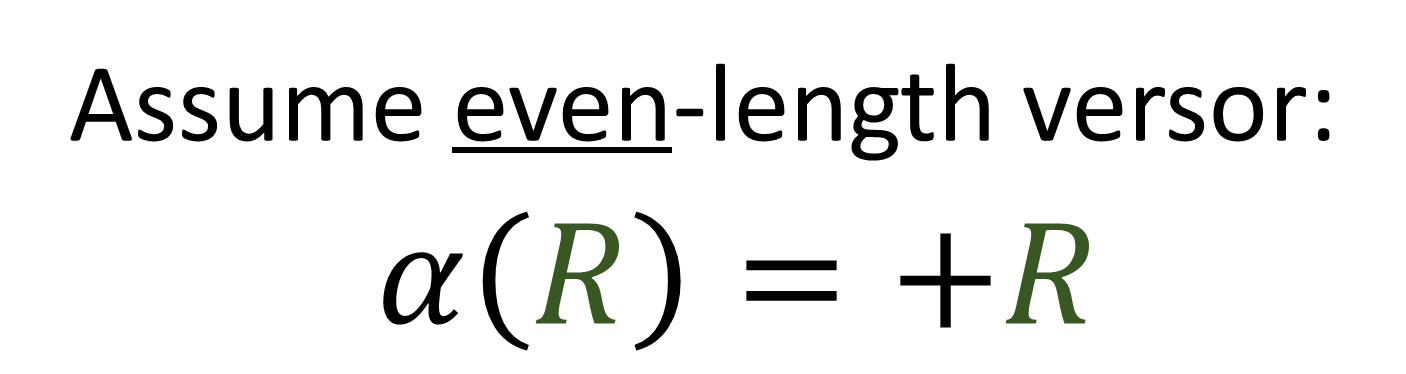 Assume even-length versor:
α(R) = +R